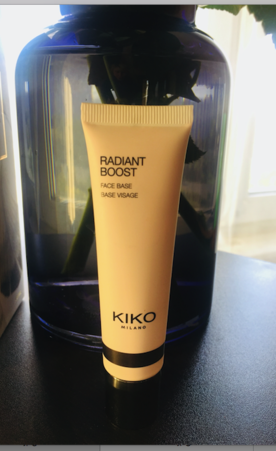 RADIANT
BOOST
FACE BASE
BASE VISAGE
KIKO
MILANO